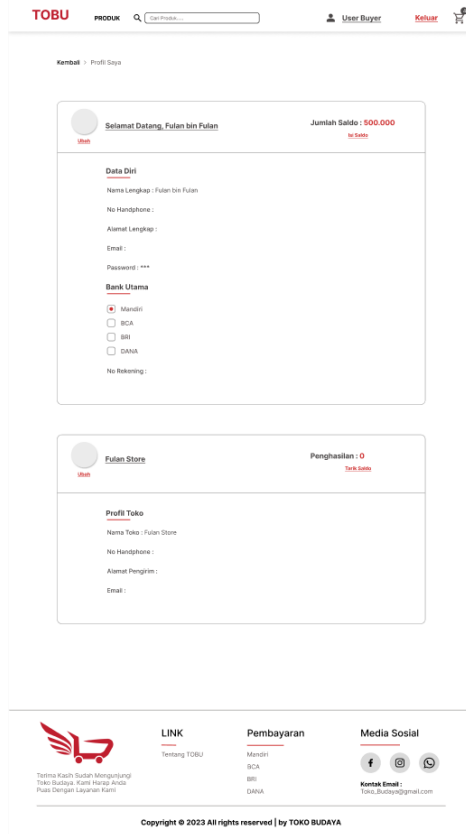 TOBU PRODUK Cari Produk..... User Buyer Keluar
Kembali > Profil Saya
Selamat Datang, Fulan bin Fulan
Jumlah Saldo : 500.000
Ubah
Isi Saldo
Data Diri
Nama Lengkap : Fulan bin Fulan
No Handphone :
Alamat Lengkap :
Email :
Password : ***
Bank Utama
Mandiri
BCA
BRI
DANA
No Rekening :
Fulan Store
Penghasilan : 0
Ubah
Tarik Saldo
Profil Toko
Nama Toko : Fulan Store
No Handphone :
Alamat Pengirim :
Email :
LINK
Tentang TOBU
Pembayaran
Mandiri
BCA
BRI
DANA
Media Sosial
Kontak Email :
Toko_Budaya@gmail.com
Terima Kasih Sudah Mengunjungi
Toko Budaya, Kami Harap Anda
Puas Dengan Layanan Kami
Copyright © 2023 All rights reserved | by TOKO BUDAYA